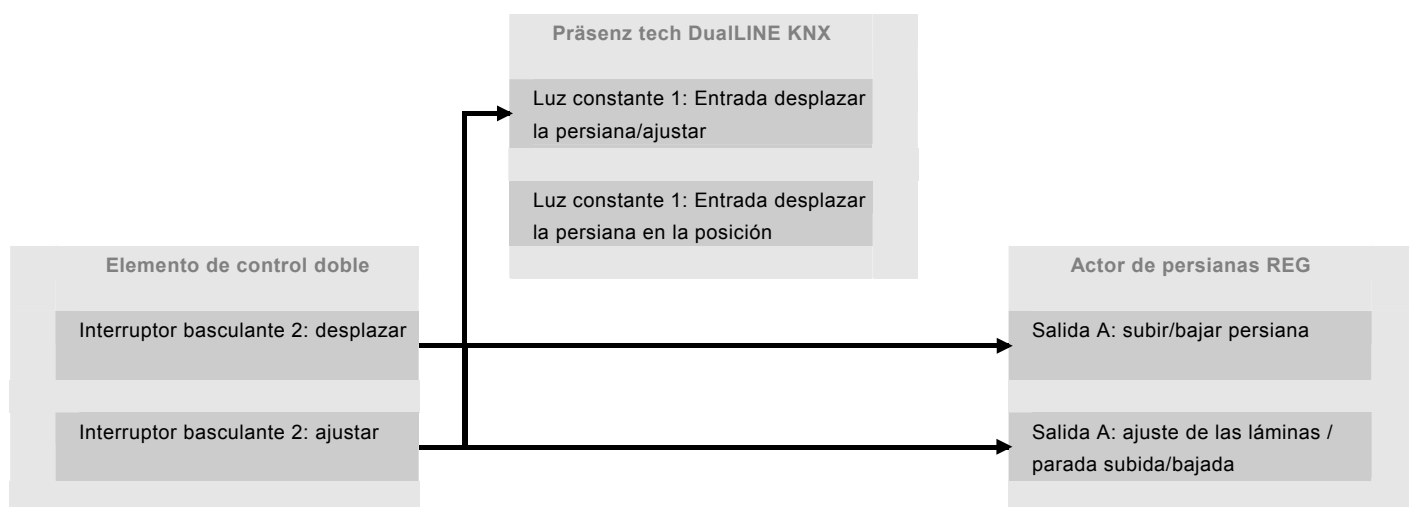 Präsenz tech DualLINE KNX
Luz constante 1: Entrada desplazar
la persiana/ajustar
Luz constante 1: Entrada desplazar
la persiana en la posición
Elemento de control doble
Interruptor basculante 2: desplazar
Interruptor basculante 2: ajustar
Actor de persianas REG
Salida A: subir/bajar persiana
Salida A: ajuste de las láminas /
parada subida/bajada